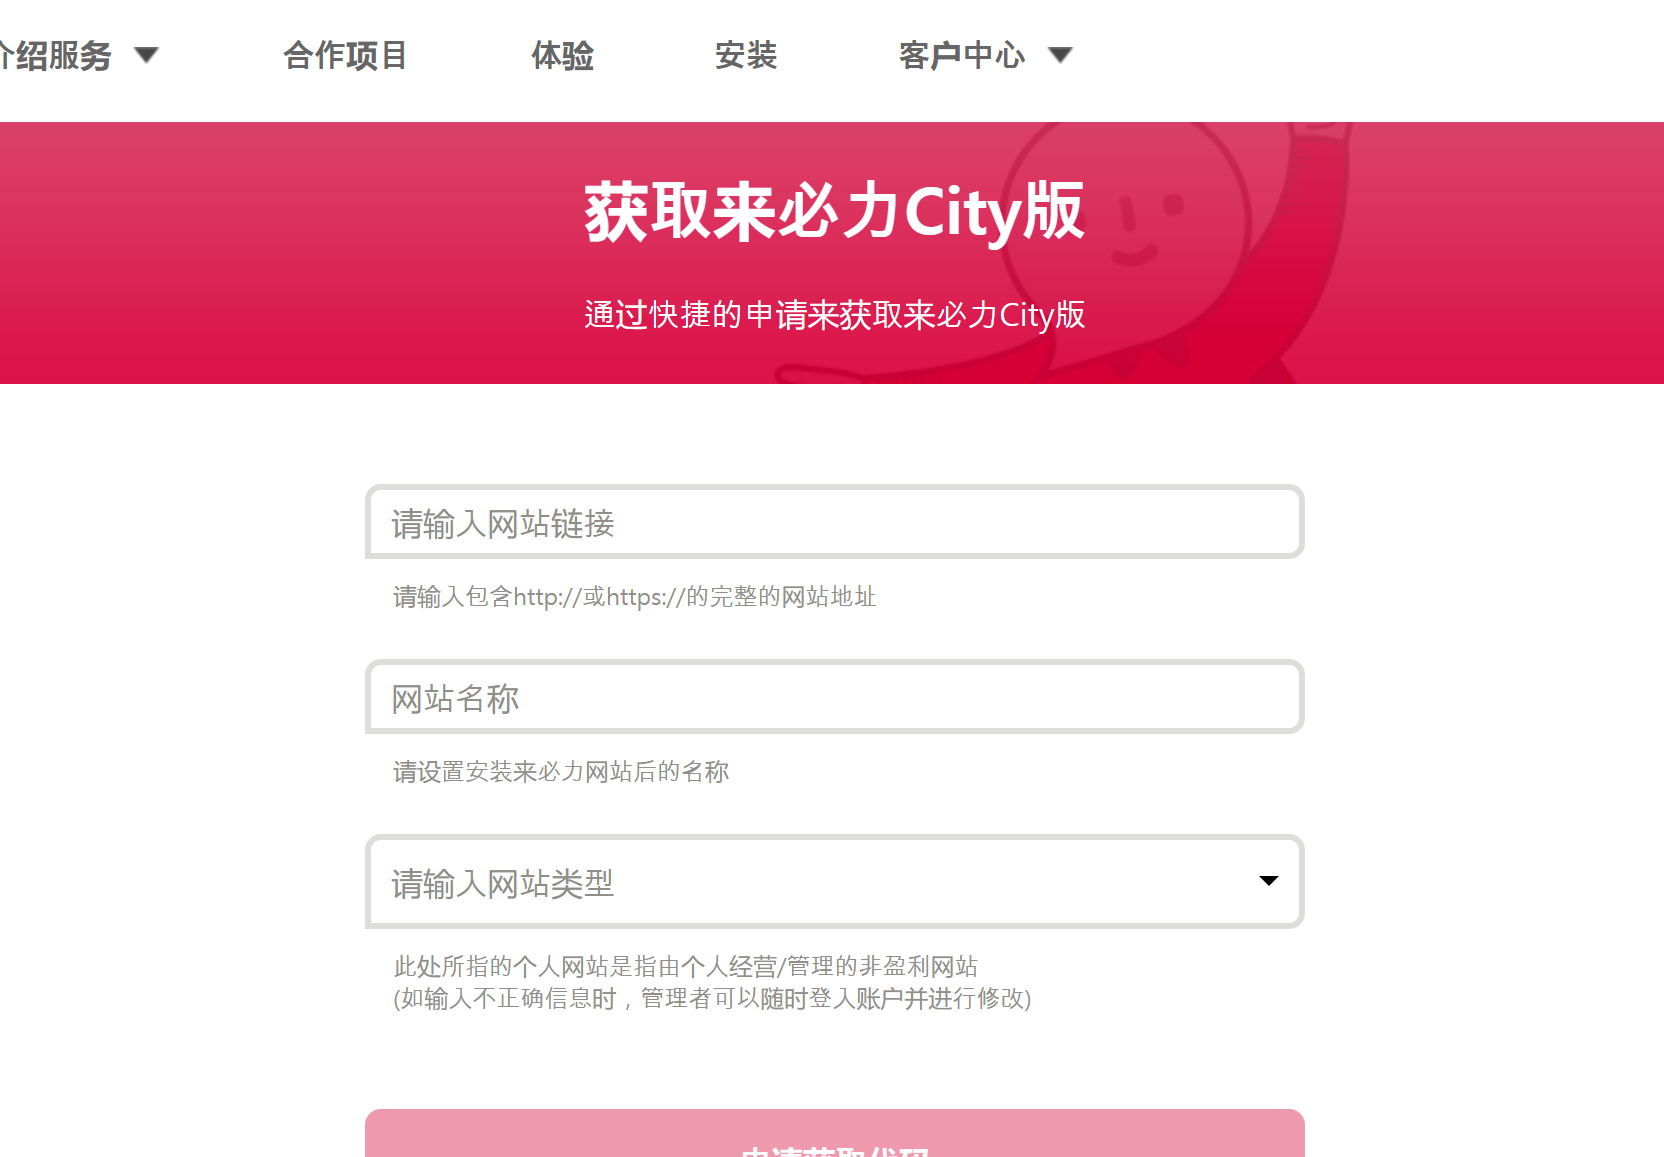 介绍服务 合作项目 体验 安装 客户中心
获取来必力City版
通过快捷的申请来获取来必力City版
请输入网站链接
请输入包含http://或https://的完整的网站地址
网站名称
请设置安装来必力网站后的名称
请输入网站类型
此处所指的个人网站是指由个人经营/管理的非盈利网站
(如输入不正确信息时，管理者可以随时登入账户并进行修改)
申请获取代码